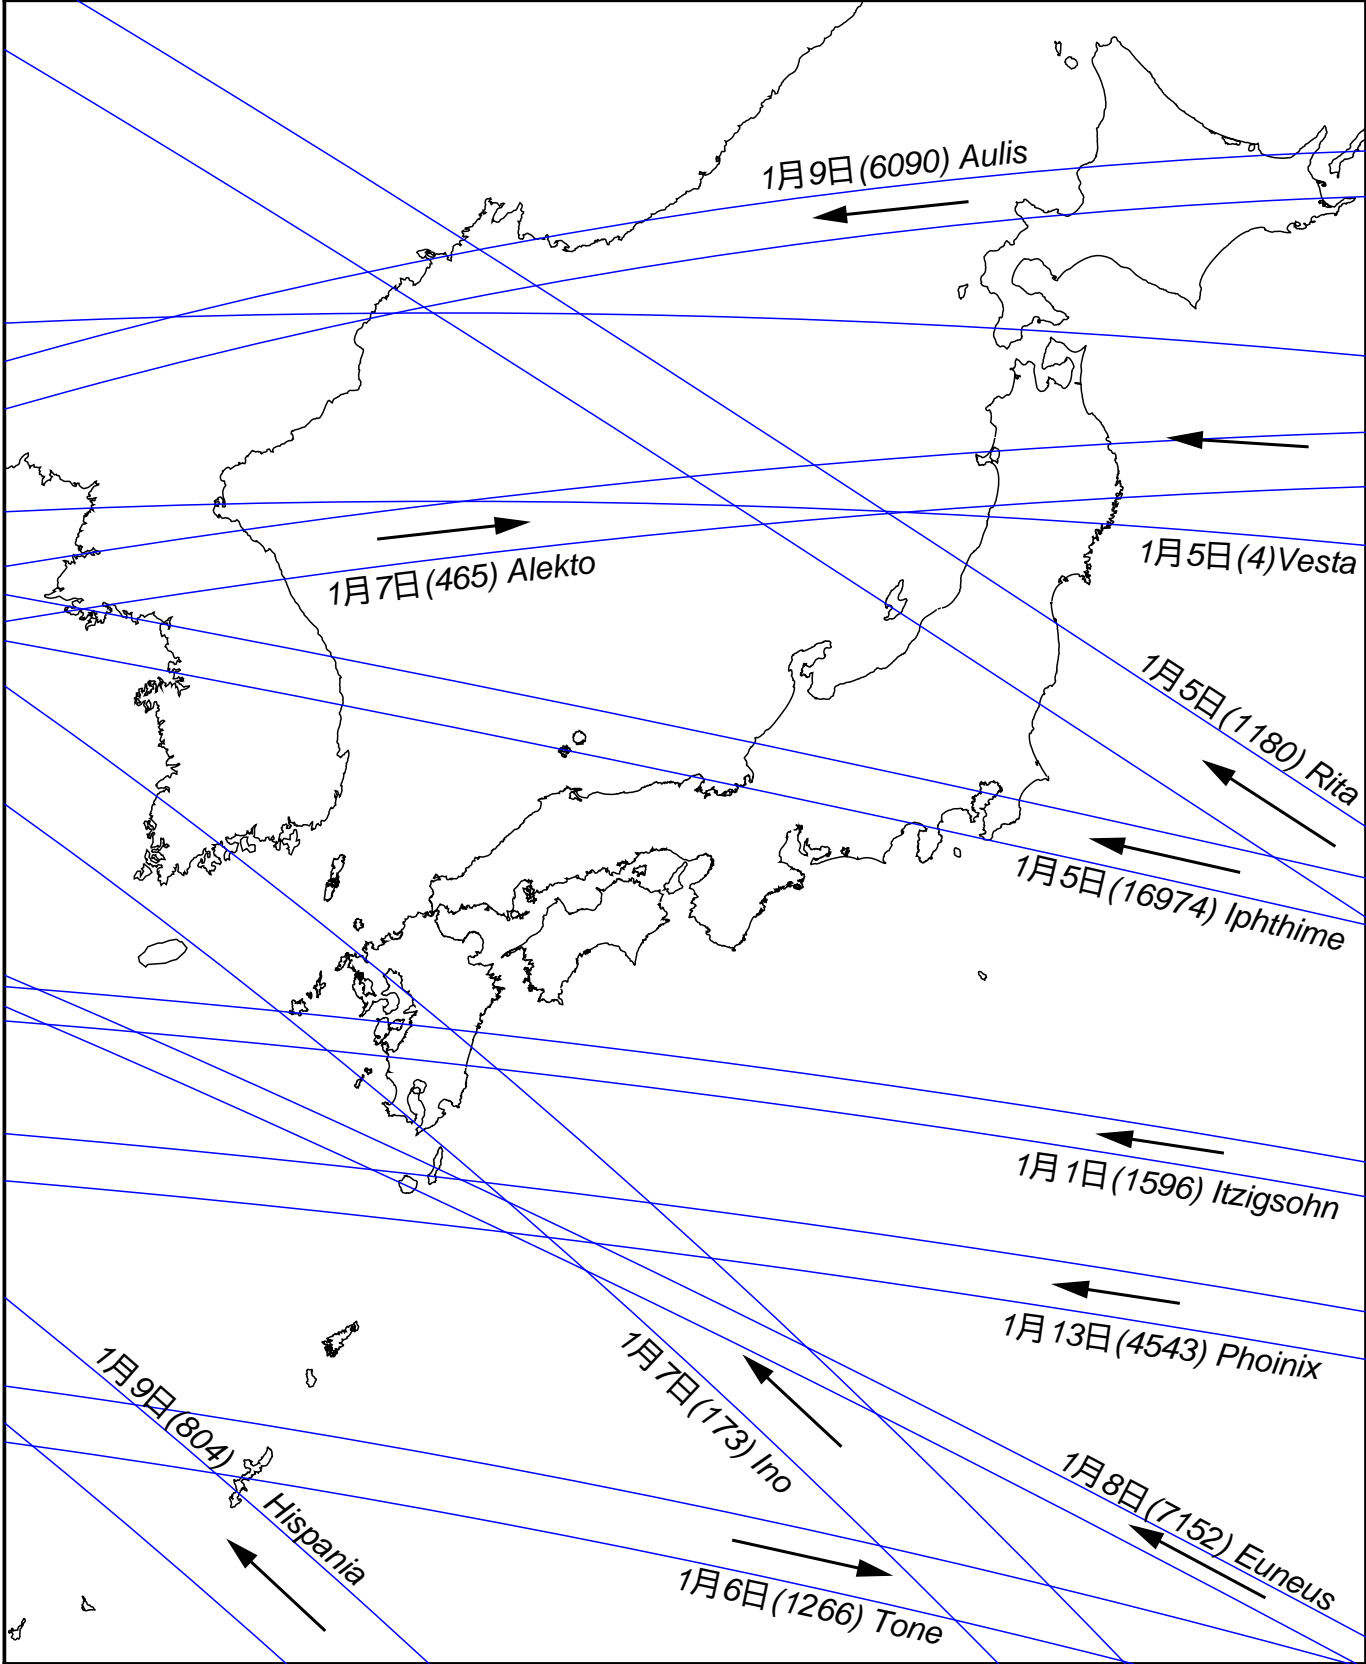 1月9日(6090) Aulis
1月5日(4)Vesta
1月7日(465) Alekto
1月5日(1180) Rita
1月5日(16974) Iphthime
1月1日(1596) Itzigsohn
1月13日(4543) Phoinix
1月7日(173) Ino
1月9日(804) Hispania
1月8日(7152) Euneus
1月6日(1266) Tone